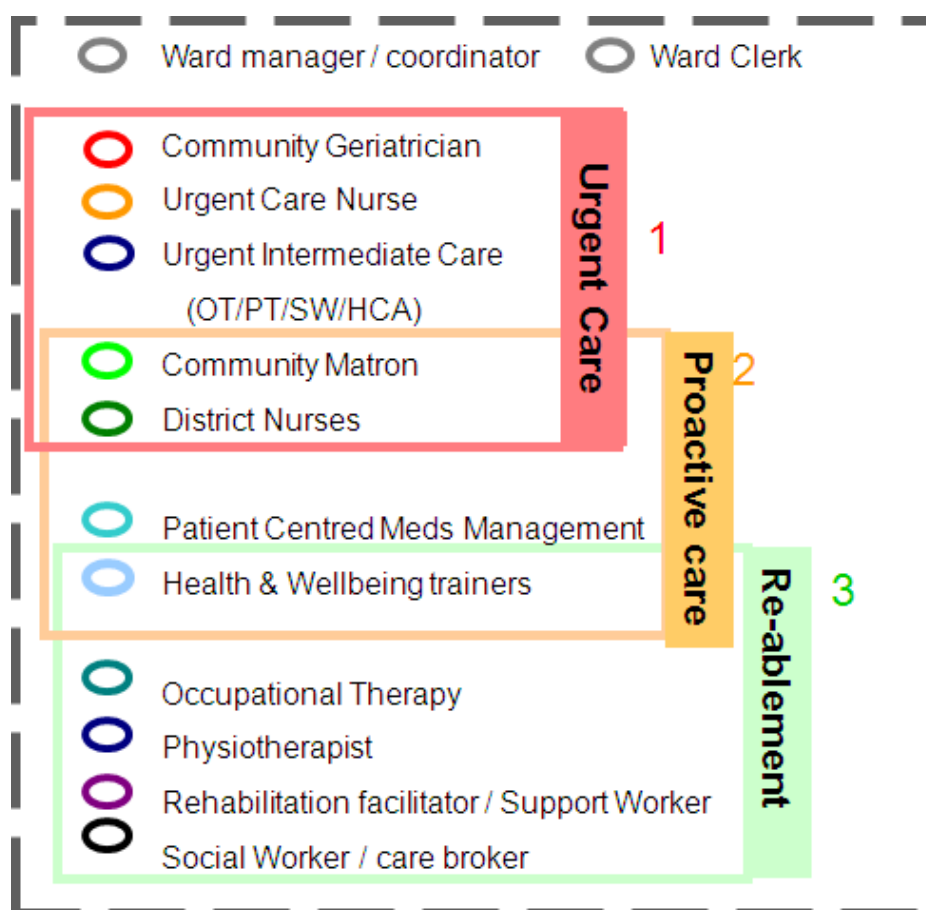 Ward manager / coordinator
Ward Clerk
Community Geriatrician
Urgent Care Nurse
Urgent Intermediate Care
(OT/PT/SW/HCA)
Community Matron
District Nurses
Urgent Care
1
Patient Centred Meds Management
Health & Wellbeing trainers
Proactive care
2
Occupational Therapy
Physiotherapist
Rehabilitation facilitator / Support Worker
Social Worker / care broker
Re-ablement
3